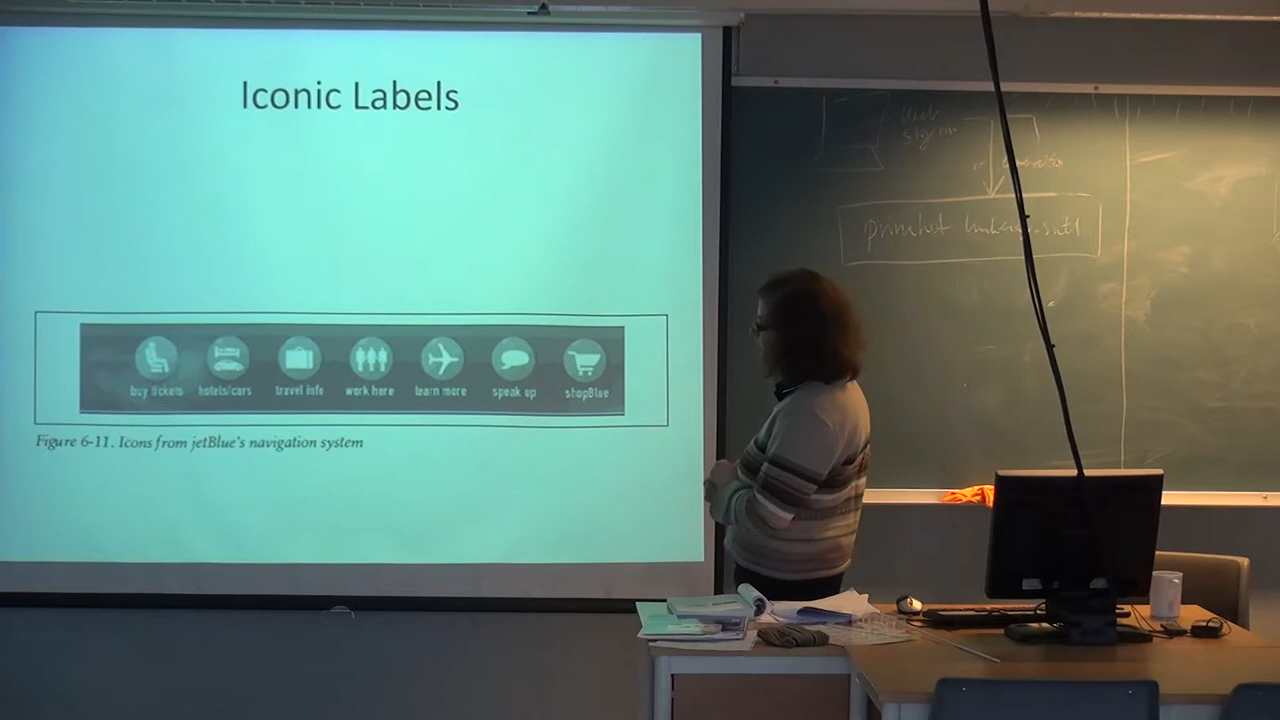 Iconic Labels
buy tickets hotels/cars travel info work here learn more speak up shopBlue
Figure 6-11. Icons from jetBlue's navigation system